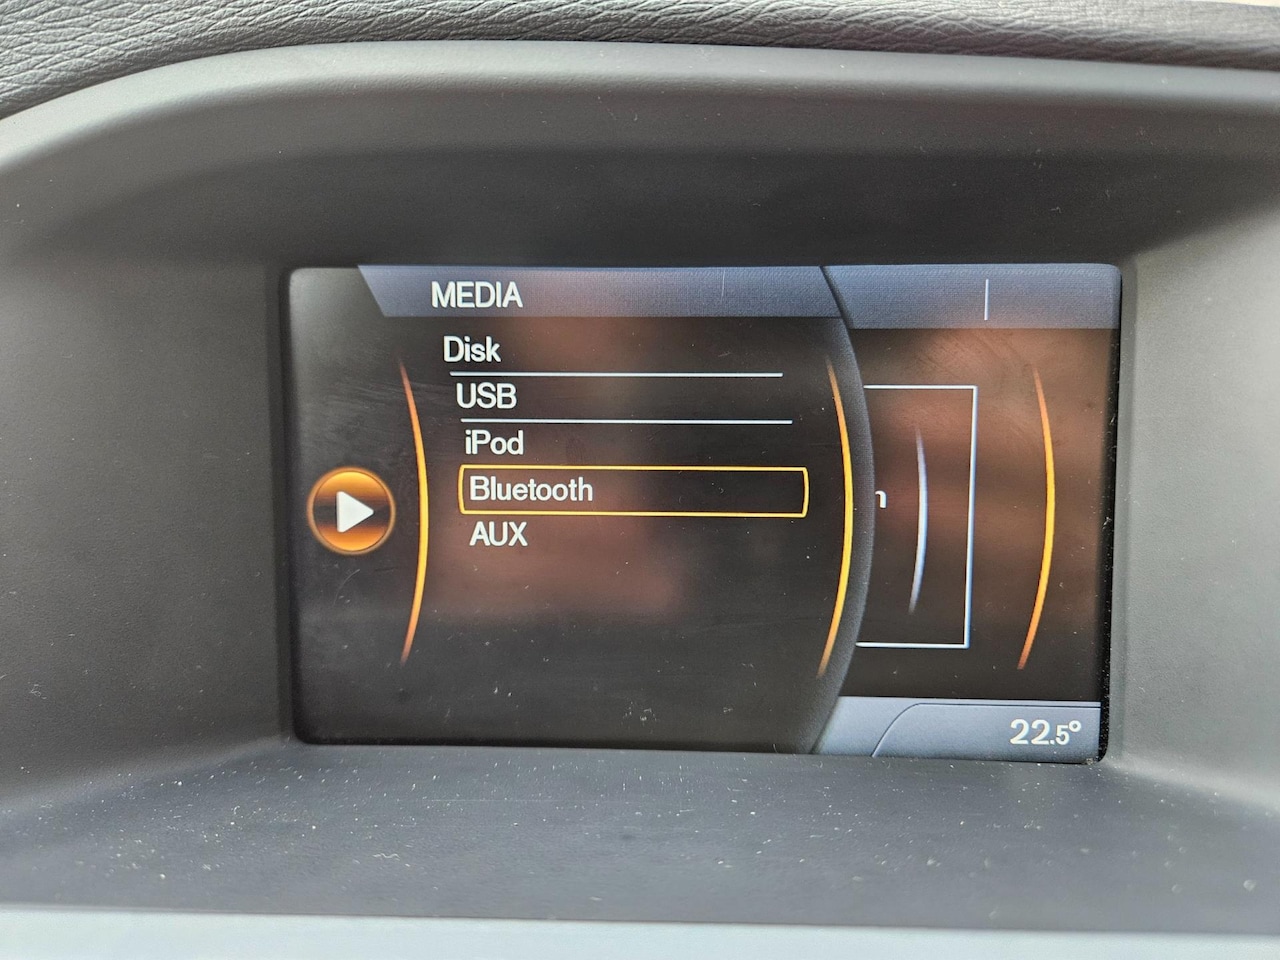 MEDIA
Disk
USB
iPod
Bluetooth
AUX
22.5°